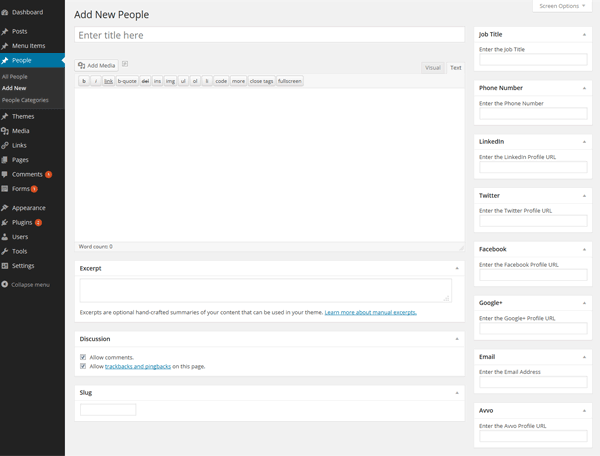 Screen Options
Dashboard
Posts
Menu Items
People
All People
Add New
People Categories
Themes
Media
Links
Pages
Comments
Forms
Appearance
Plugins 2
Users
Tools
Settings
Collapse menu
Add New People
Enter title here
Add Media
Visual Text
b i link b-quote del ins img ul ol li code more close tags fullscreen
Word count: 0
Excerpt
Excerpts are optional hand-crafted summaries of your content that can be used in your theme. Learn more about manual excerpts.
Discussion
Allow comments.
Allow trackbacks and pingbacks on this page.
Slug
Job Title
Enter the Job Title
Phone Number
Enter the Phone Number
LinkedIn
Enter the LinkedIn Profile URL
Twitter
Enter the Twitter Profile URL
Facebook
Enter the Facebook Profile URL
Google+
Enter the Google+ Profile URL
Email
Enter the Email Address
Avvo
Enter the Avvo Profile URL